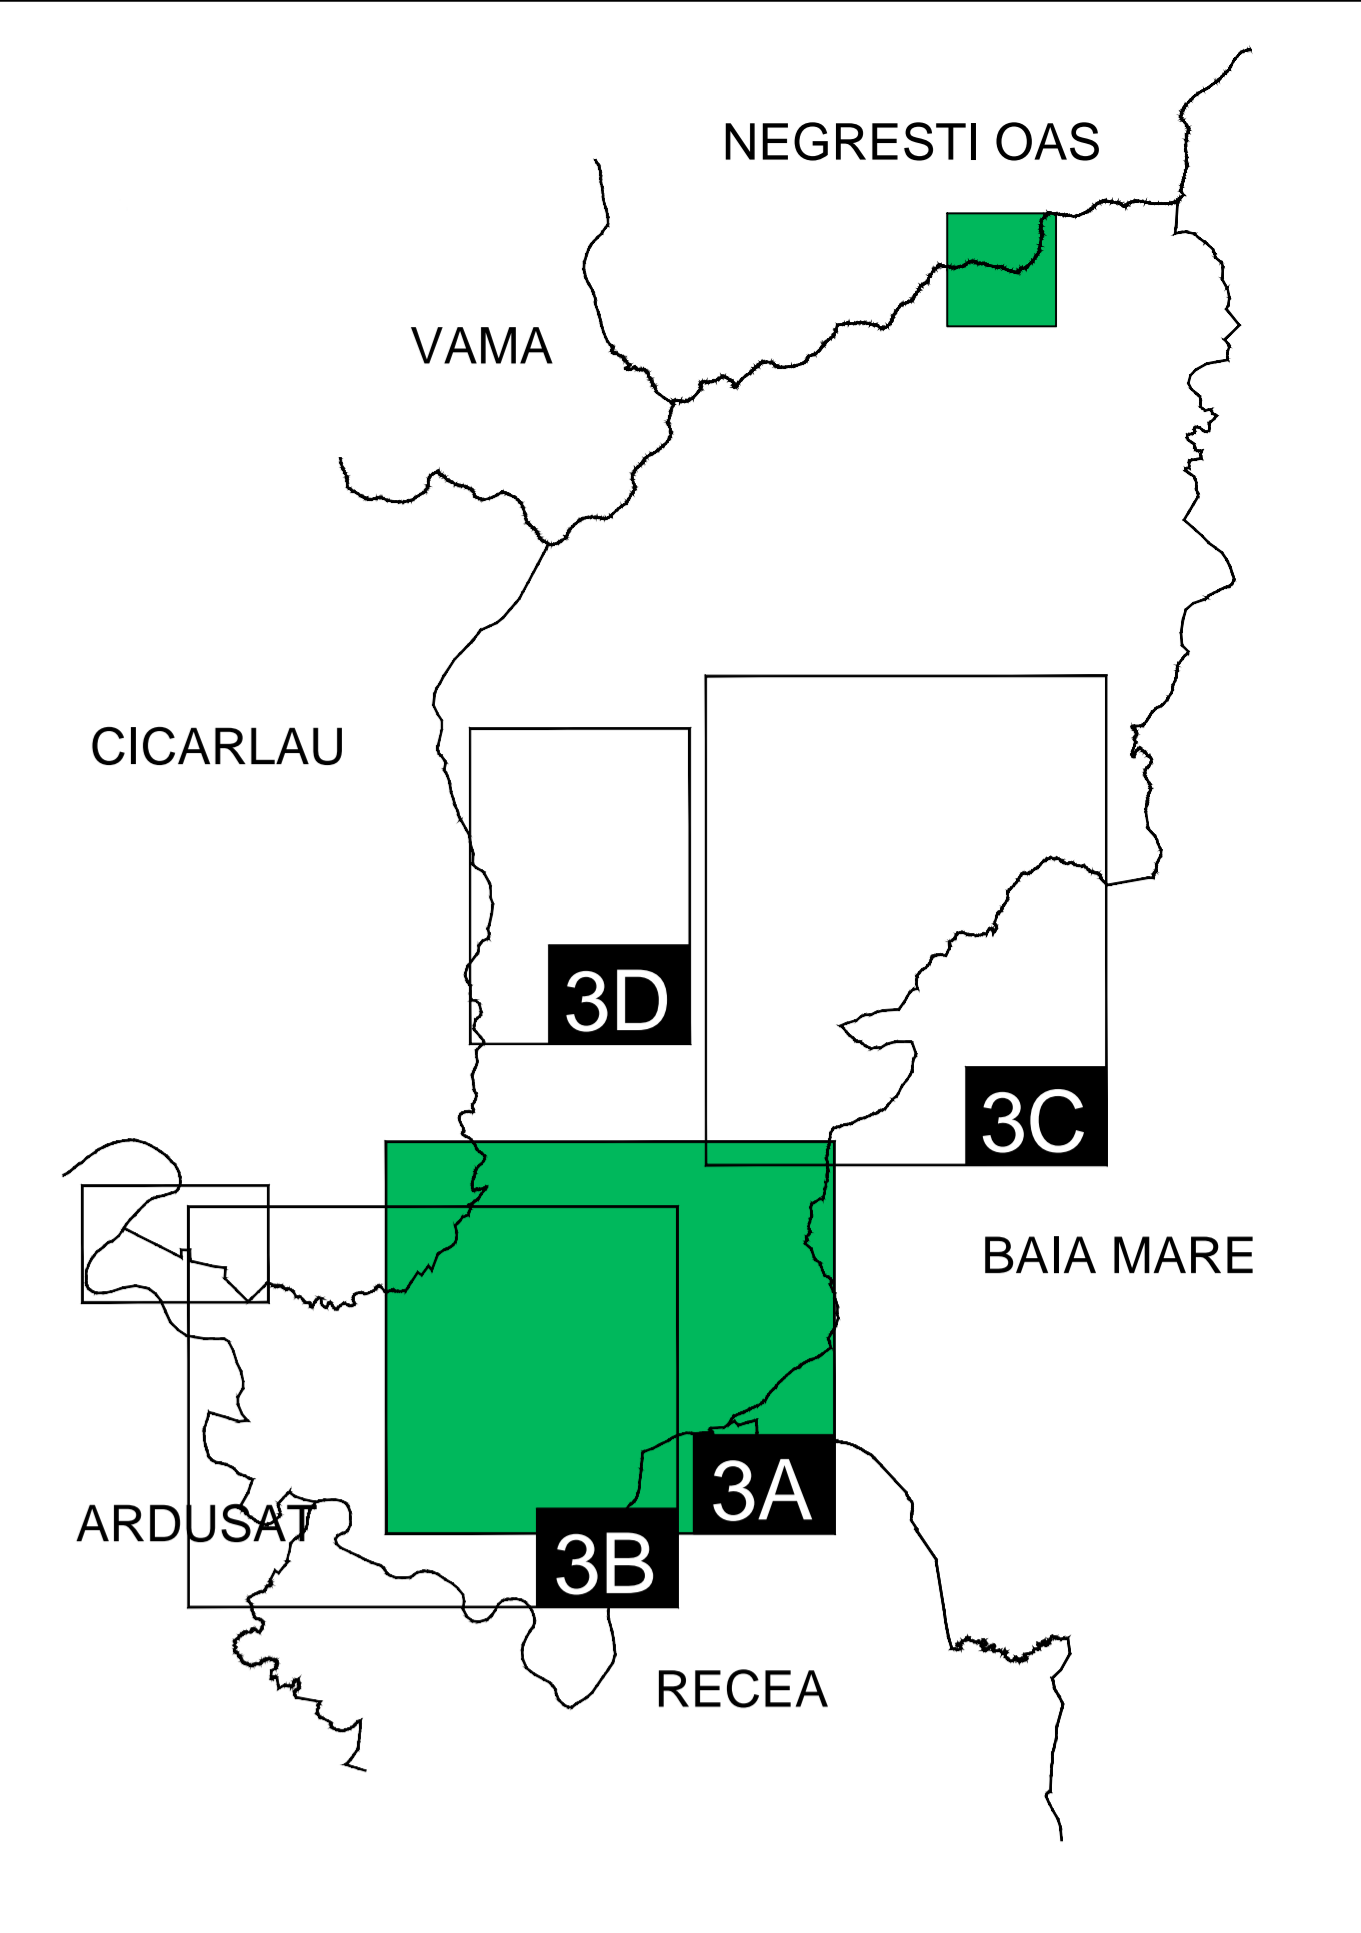 NEGRESTI OAS
VAMA
CICARLAU
3D
3C
BAIA MARE
3A
ARDUSAT
3B
RECEA